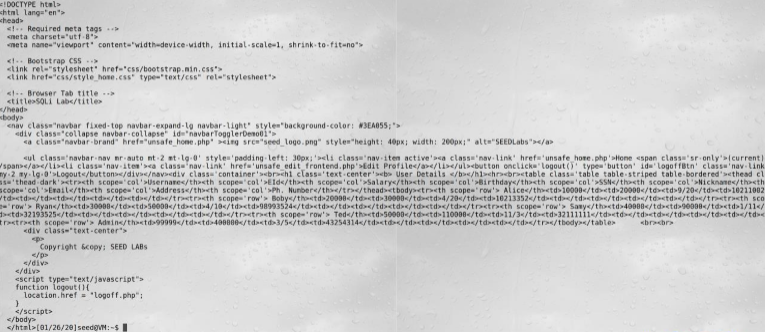 <!DOCTYPE html>
<html lang="en">
<head>
<!-- Required meta tags -->
<meta charset="utf-8">
<meta name="viewport" content="width=device-width, initial-scale=1, shrink-to-fit=no">
<!-- Bootstrap CSS -->
<link rel="stylesheet" href="css/bootstrap.min.css">
<link href="css/style_home.css" type="text/css" rel="stylesheet">
<!-- Browser Tab title -->
<title>SQLi Lab</title>
</head>
<body>
<nav class="navbar fixed-top navbar-expand-lg navbar-light" style="background-color: #3EA055;">
<div class="collapse navbar-collapse" id="navbarTogglerDemo01">
<a class="navbar-brand" href="unsafe_home.php" ><img src="seed_logo.png" style="height: 40px; width: 200px;" alt="SEEDLabs"></a>
<ul class='navbar-nav mr-auto mt-2 mt-lg-0' style='padding-left: 30px;'><li class='nav-item active'><a class='nav-link' href='unsafe_home.php'>Home <span class='sr-only'>(current)
/span></a></li><li class='nav-item'><a class='nav-link' href='unsafe_edit_frontend.php'>Edit Profile</a></li></ul><button onclick='logout()' type='button' id='logoffBtn' class='nav-link
my-2 my-lg-0'>Logout</button></div></nav><div class='container'><br><h1 class='text-center'><b> User Details </b></h1><hr><br><table class='table table-striped table-bordered'><thead cl
ss='thead-dark'><tr><th scope='col'>Username</th><th scope='col'>EId</th><th scope='col'>Salary</th><th scope='col'>Birthday</th><th scope='col'>SSN</th><th scope='col'>Nickname</th><th
scope='col'>Email</th><th scope='col'>Address</th><th scope='col'>Ph. Number</th></tr></thead><tbody><tr><th scope='row'> Alice</th><td>10000</td><td>20000</td><td>9/20</td><td>10211002
/td><td></td><td></td><td></td><td></td></tr><tr><th scope='row'> Boby</th><td>20000</td><td>30000</td><td>4/20</td><td>10213352</td><td></td><td></td><td></td><td></td></tr><tr><th sco
e='row'> Ryan</th><td>30000</td><td>50000</td><td>4/10</td><td>98993524</td><td></td><td></td><td></td><td></td></tr><tr><th scope='row'> Samy</th><td>40000</td><td>90000</td><td>1/11</
td><td>32193525</td><td></td><td></td><td></td><td></td></tr><tr><th scope='row'> Ted</th><td>50000</td><td>110000</td><td>11/3</td><td>32111111</td><td></td><td></td><td></td><td></td>
/tr><tr><th scope='row'> Admin</th><td>99999</td><td>400000</td><td>3/5</td><td>43254314</td><td></td><td></td><td></td><td></td></tr></tbody></table> <br><br>
<div class="text-center">
<p>
Copyright &copy; SEED LABs
</p>
</div>
</div>
<script type="text/javascript">
function logout(){
location.href = "logoff.php";
}
</script>
</body>
</html>[01/26/20]seed@VM:~$